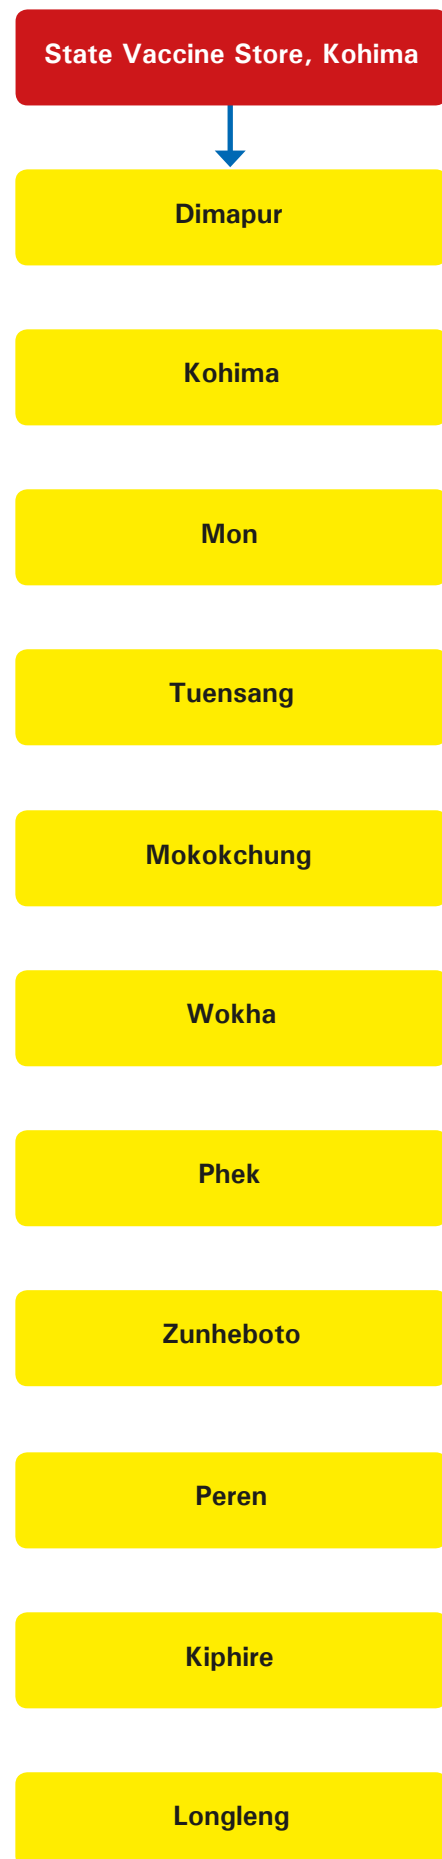 State Vaccine Store, Kohima
Dimapur
Kohima
Mon
Tuensang
Mokokchung
Wokha
Phek
Zunheboto
Peren
Kiphire
Longleng